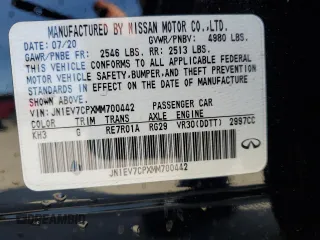 MANUFACTURED BY NISSAN MOTOR CO.,LTD.
DATE: 07/20 GVWR/PNBV: 4980 LBS.
GAWR/PNBE FR: 2546 LBS. RR: 2513 LBS.
THIS VEHICLE CONFORMS TO ALL APPLICABLE FEDERAL
MOTOR VEHICLE SAFETY,BUMPER,AND THEFT PREVENTION
STANDARDS IN EFFECT ON THE DATE OF MANUFACTURE
SHOWN ABOVE.
JN1EV7CPXMM700442 PASSENGER CAR
COLOR TRIM TRANS AXLE ENGINE
KH3 G RE7R01A RG29 VR30(DDTT) 2997CC
JN1EV7CPXMM700442